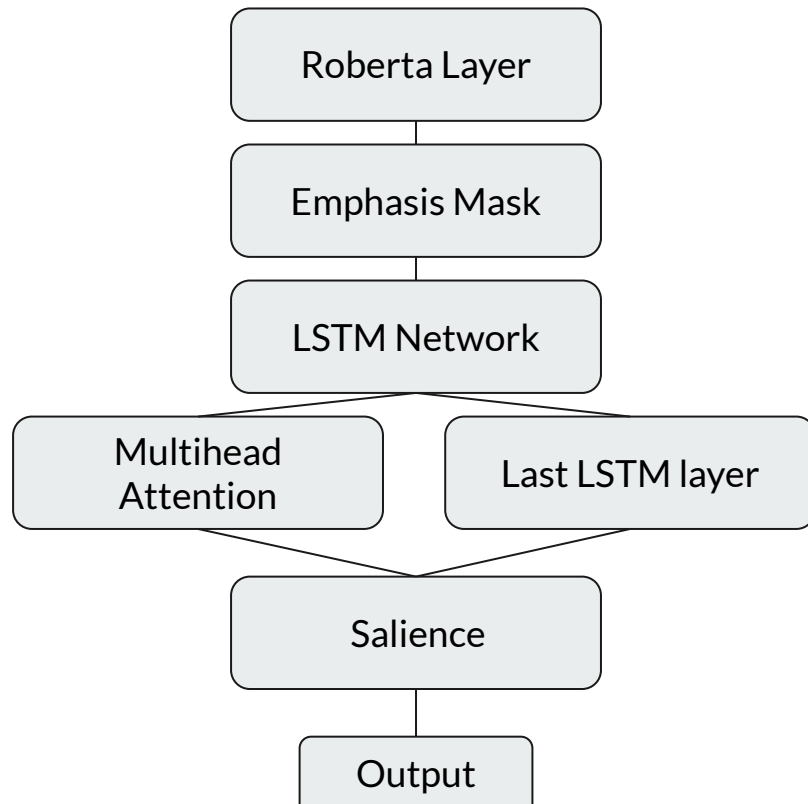 Roberta Layer
Emphasis Mask
LSTM Network
Multihead
Attention
Last LSTM layer
Salience
Output